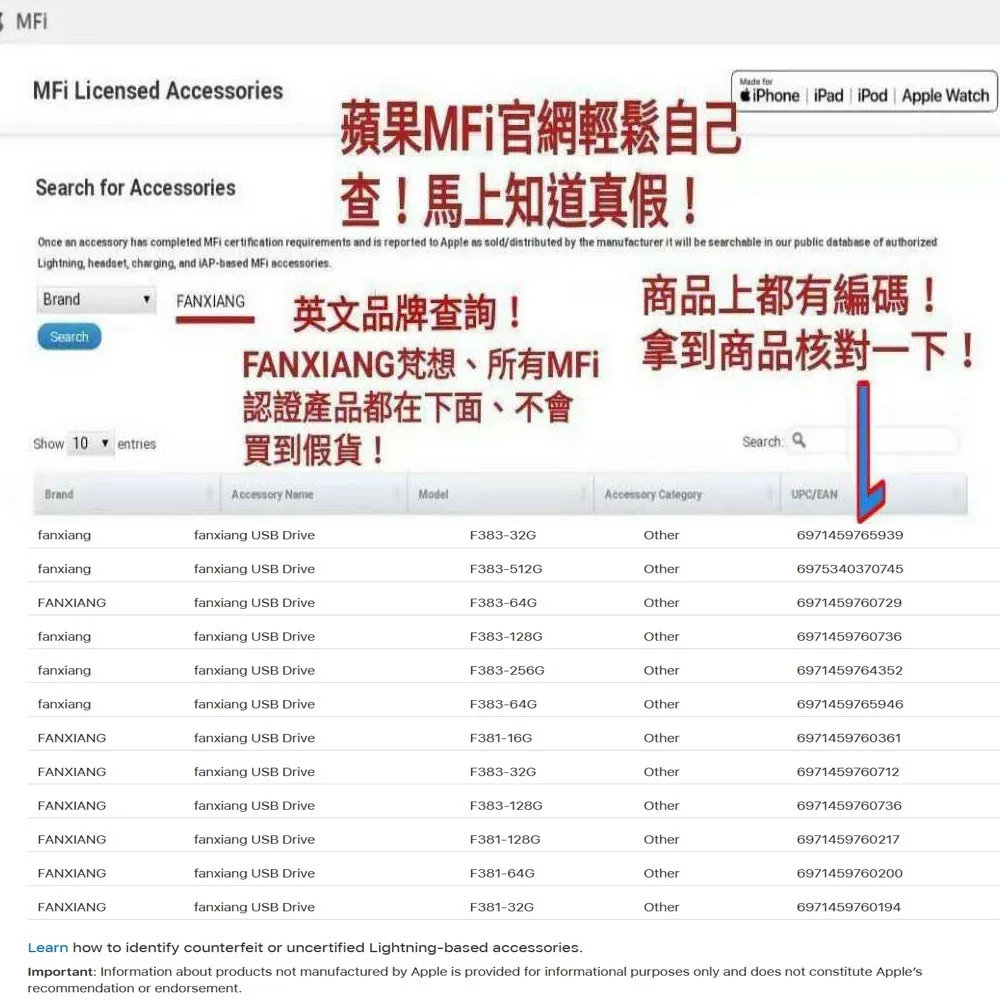 MFi
MFi Licensed Accessories
Made for
iPhone | iPad | iPod | Apple Watch
蘋果MFi官網輕鬆自己
查！馬上知道真假！
Search for Accessories
Once an accessory has completed MFi certification requirements and is reported to Apple as sold/distributed by the manufacturer it will be searchable in our public database of authorized
Lightning, headset, charging, and iAP-based MFi accessories.
Brand FANXIANG
Search
英文品牌查詢！
FANXIANG梵想、所有MFi
認證產品都在下面、不會
買到假貨！
商品上都有編碼！
拿到商品核對一下！
Show 10 entries
Search:
Brand Accessory Name Model Accessory Category UPC/EAN
fanxiang fanxiang USB Drive F383-32G Other 6971459765939
fanxiang fanxiang USB Drive F383-512G Other 6975340370745
FANXIANG fanxiang USB Drive F383-64G Other 6971459760729
fanxiang fanxiang USB Drive F383-128G Other 6971459760736
fanxiang fanxiang USB Drive F383-256G Other 6971459764352
fanxiang fanxiang USB Drive F383-64G Other 6971459765946
FANXIANG fanxiang USB Drive F381-16G Other 6971459760361
FANXIANG fanxiang USB Drive F383-32G Other 6971459760712
FANXIANG fanxiang USB Drive F383-128G Other 6971459760736
FANXIANG fanxiang USB Drive F381-128G Other 6971459760217
FANXIANG fanxiang USB Drive F381-64G Other 6971459760200
FANXIANG fanxiang USB Drive F381-32G Other 6971459760194
Learn how to identify counterfeit or uncertified Lightning-based accessories.
Important: Information about products not manufactured by Apple is provided for informational purposes only and does not constitute Apple’s
recommendation or endorsement.